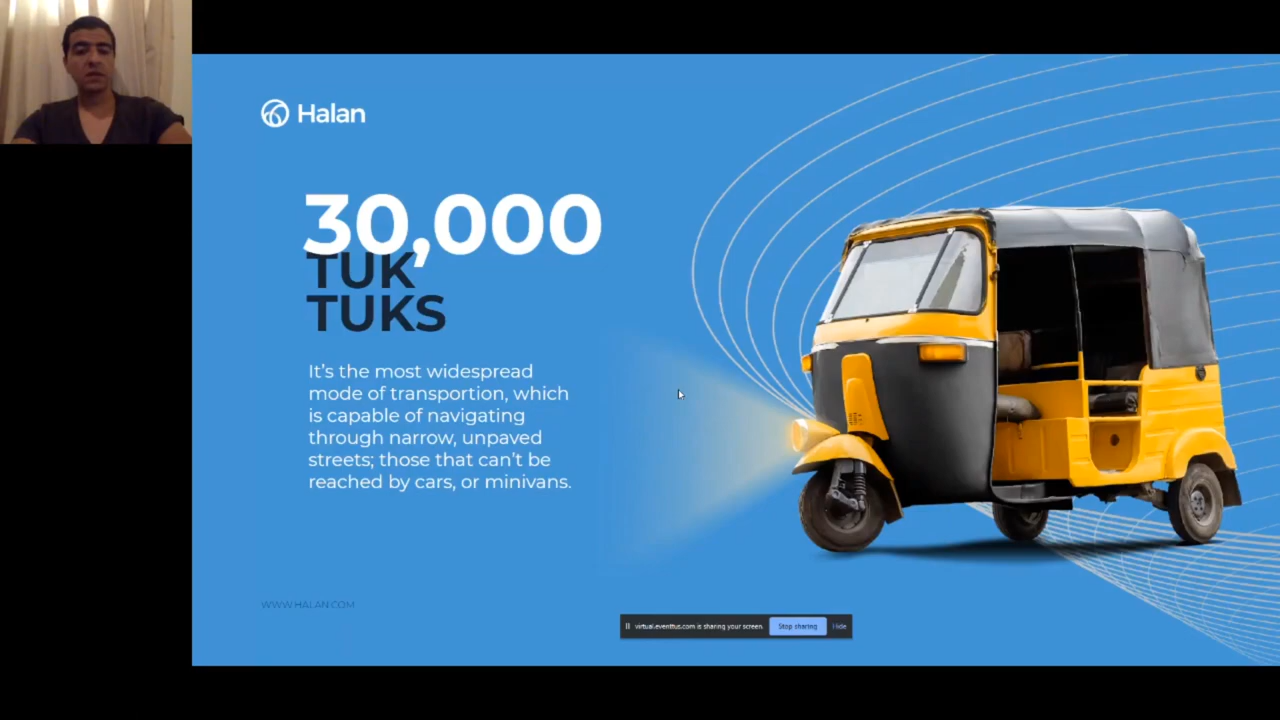 Halan
30,000
TUK
TUKS
It's the most widespread
mode of transportion, which
is capable of navigating
through narrow, unpaved
streets; those that can't be
reached by cars, or minivans.
WWW.HALAN.COM
virtual.eventtus.com is sharing your screen. Stop sharing Hide